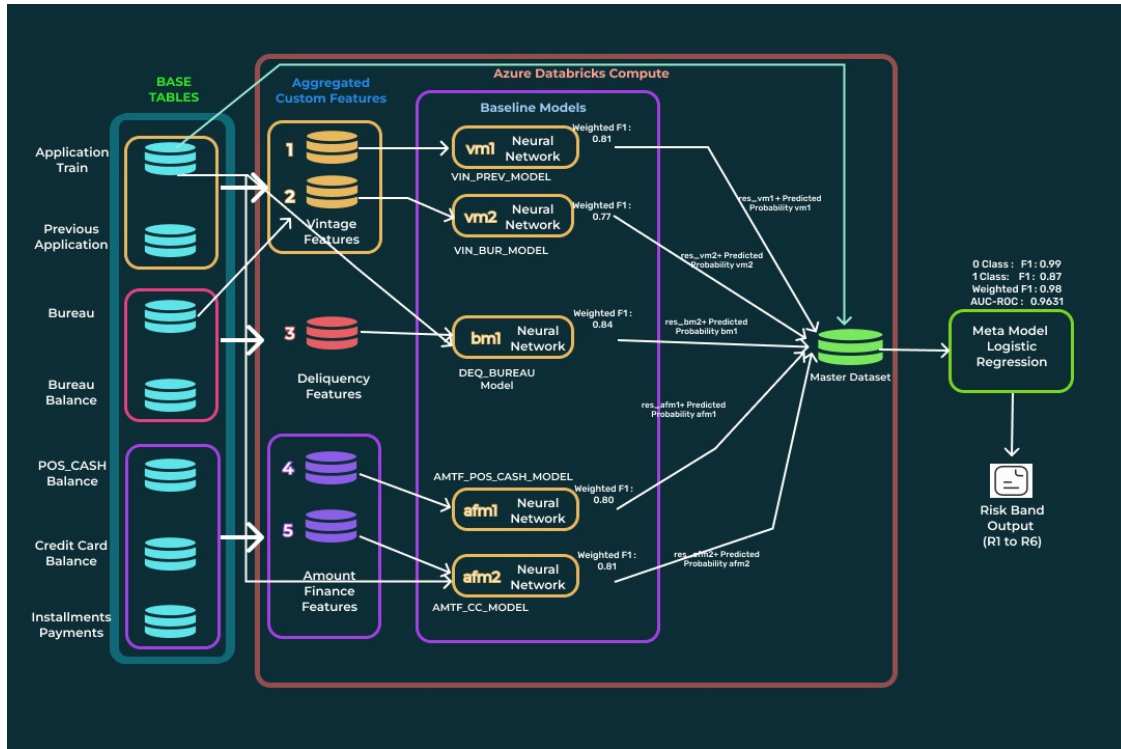 Azure Databricks Compute
BASE
TABLES
Aggregated
Custom Features
Baseline Models
Application
Train
Previous
Application
Bureau
Bureau
Balance
POS_CASH
Balance
Credit Card
Balance
Installments
Payments
1
2
Vintage
Features
3
Deliquency
Features
4
5
Amount
Finance
Features
vm1 Neural
Network
VIN_PREV_MODEL
Weighted F1:
0.81
vm2 Neural
Network
VIN_BUR_MODEL
Weighted F1:
0.77
bm1 Neural
Network
DEQ_BUREAU
Model
Weighted F1:
0.84
AMTF_POS_CASH_MODEL
afm1 Neural
Network
Weighted F1:
0.80
afm2 Neural
Network
AMTF_CC_MODEL
Weighted F1:
0.81
res_vm1+ Predicted
Probability vm1
res_vm2+ Predicted
Probability vm2
res_bm2+ Predicted
Probability bm1
res_afm1+ Predicted
Probability afm1
res_afm2+ Predicted
Probability afm2
Master Dataset
0 Class : F1: 0.99
1 Class: F1: 0.87
Weighted F1: 0.98
AUC-ROC : 0.9631
Meta Model
Logistic
Regression
Risk Band
Output
(R1 to R6)